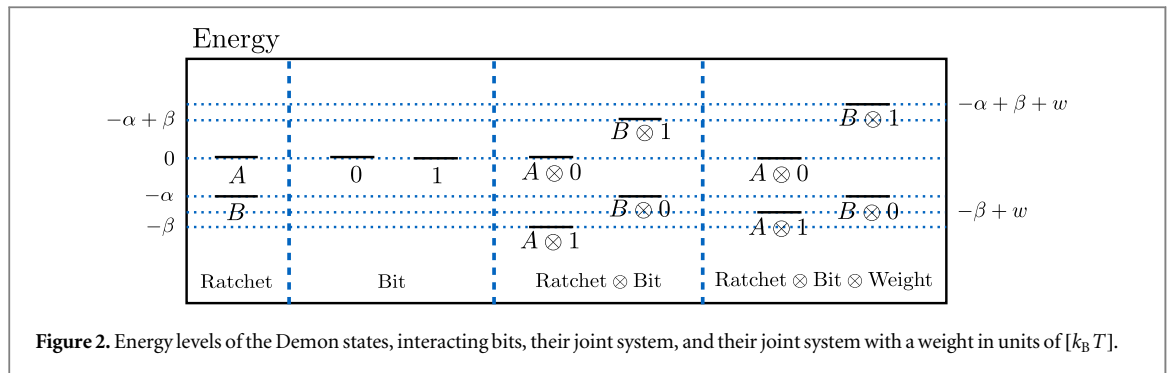 Energy
−α + β + w
−α + β
B ⊗ 1
B ⊗ 1
0
A
0
1
A ⊗ 0
A ⊗ 0
−α
B
B ⊗ 0
B ⊗ 0
−β + w
−β
A ⊗ 1
A ⊗ 1
Ratchet
Bit
Ratchet ⊗ Bit
Ratchet ⊗ Bit ⊗ Weight
Figure 2. Energy levels of the Demon states, interacting bits, their joint system, and their joint system with a weight in units of [k_B T].